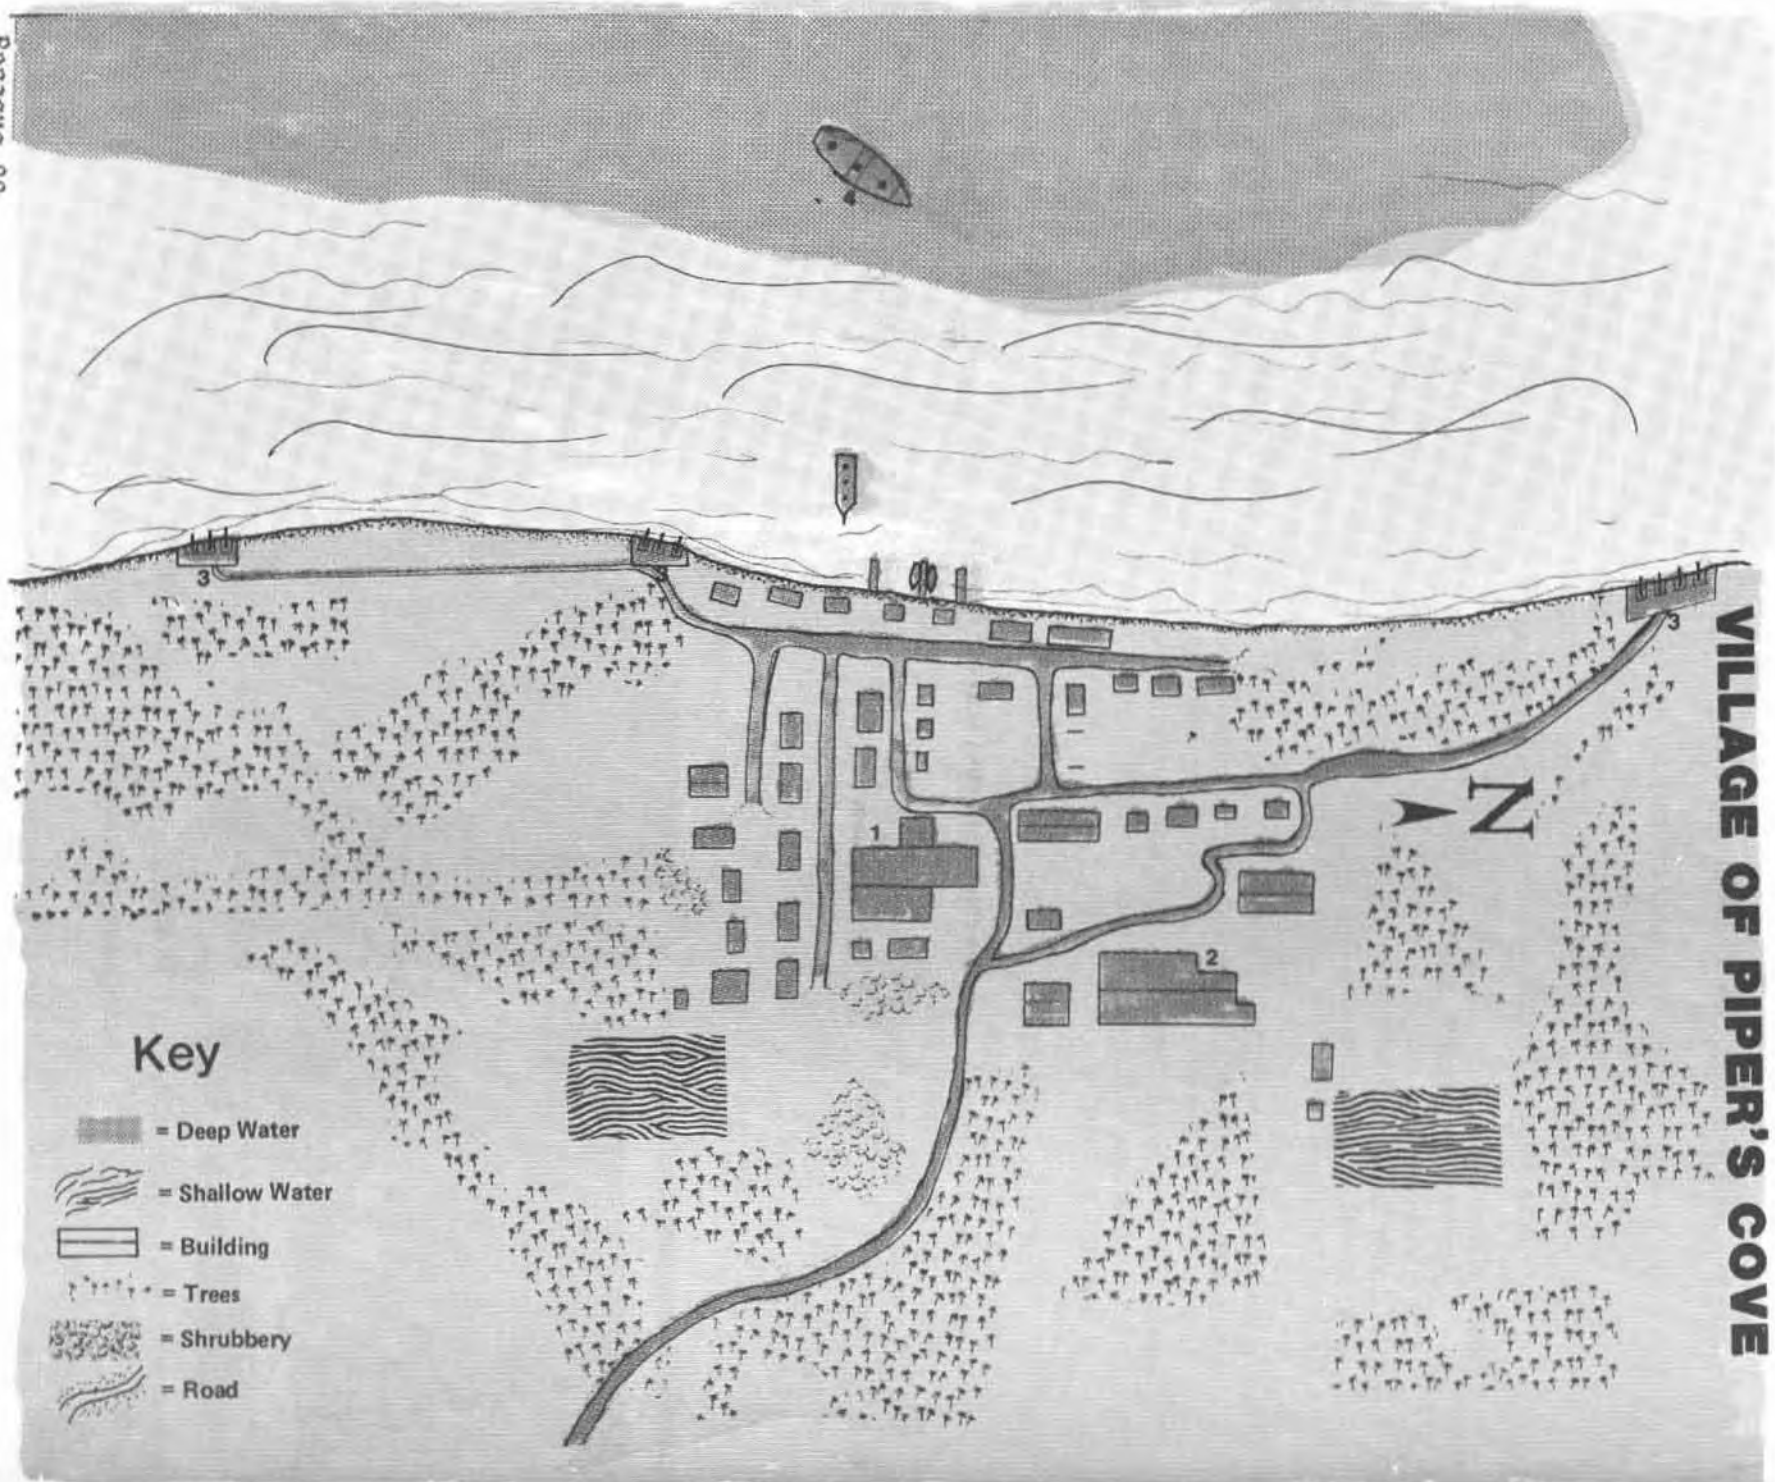 VILLAGE OF PIPER'S COVE
N
3
3
1
2
Key
= Deep Water
= Shallow Water
= Building
= Trees
= Shrubbery
= Road